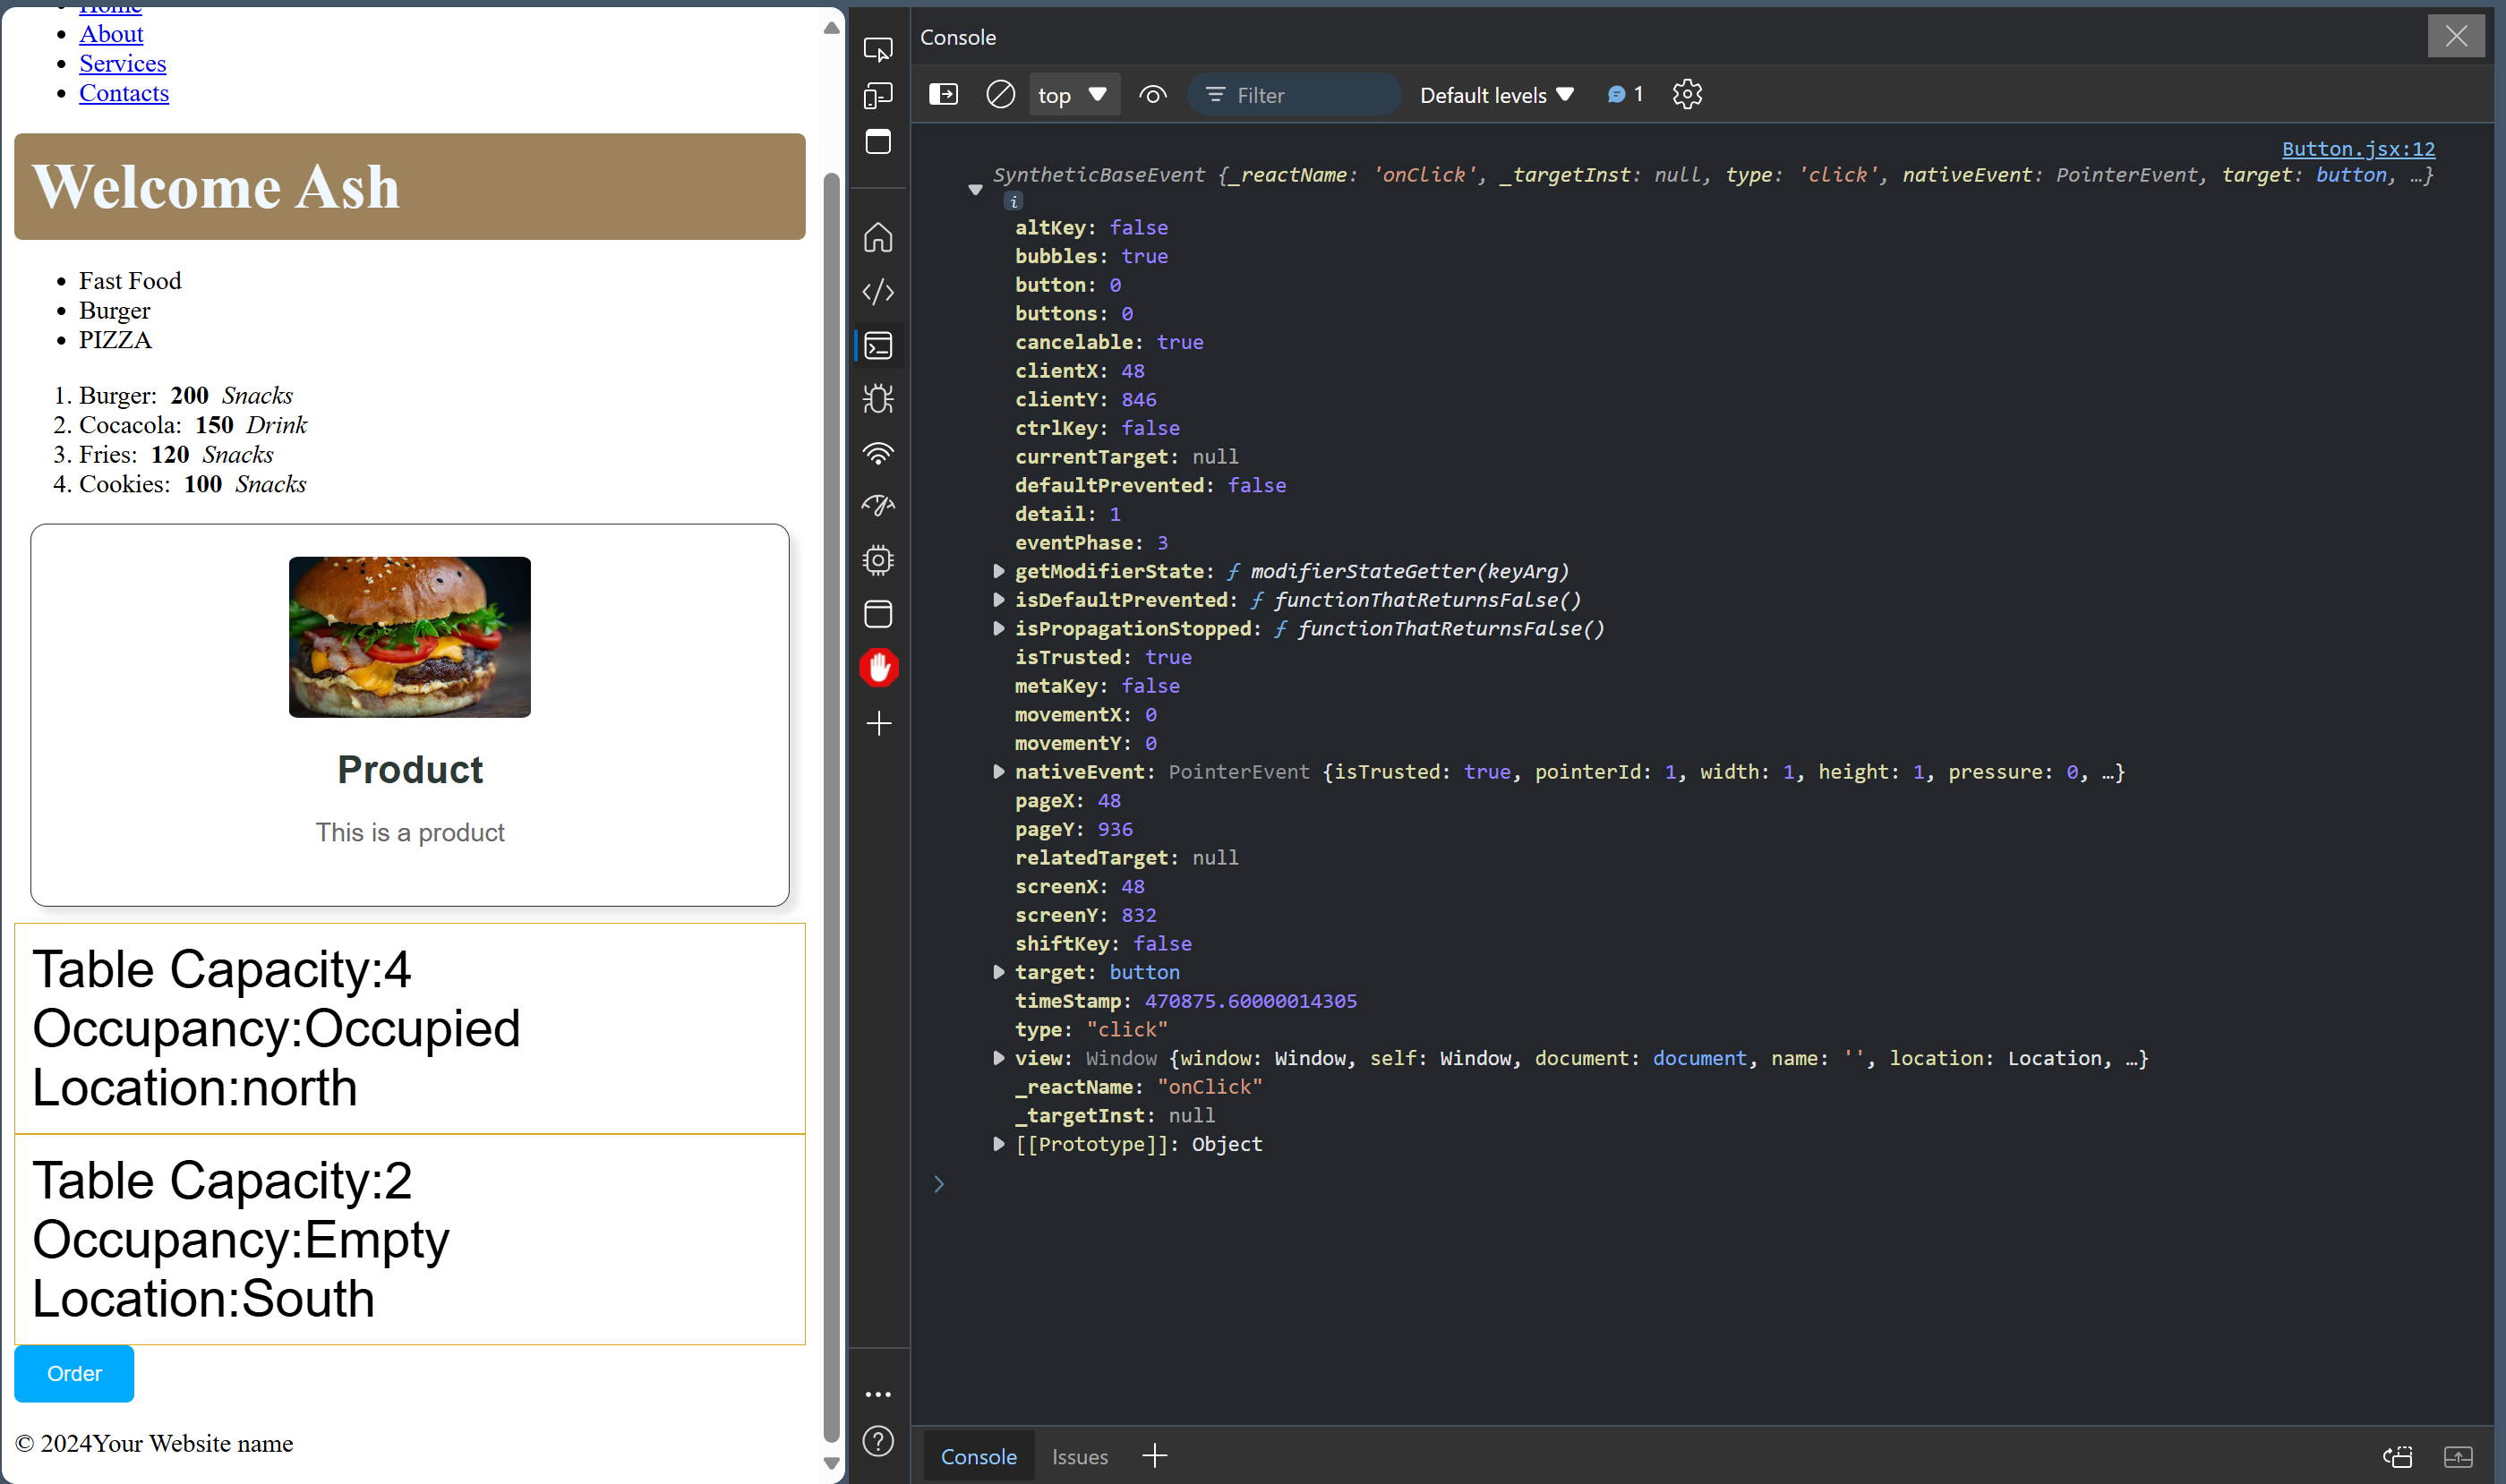 Home
About
Services
Contacts
Welcome Ash
Fast Food
Burger
PIZZA
1. Burger: 200 Snacks
2. Cocacola: 150 Drink
3. Fries: 120 Snacks
4. Cookies: 100 Snacks
Product
This is a product
Table Capacity:4
Occupancy:Occupied
Location:north
Table Capacity:2
Occupancy:Empty
Location:South
Order
© 2024Your Website name
Console
top
Filter
Default levels
1
Button.jsx:12
SyntheticBaseEvent {_reactName: 'onClick', _targetInst: null, type: 'click', nativeEvent: PointerEvent, target: button, …}
i
altKey: false
bubbles: true
button: 0
buttons: 0
cancelable: true
clientX: 48
clientY: 846
ctrlKey: false
currentTarget: null
defaultPrevented: false
detail: 1
eventPhase: 3
getModifierState: ƒ modifierStateGetter(keyArg)
isDefaultPrevented: ƒ functionThatReturnsFalse()
isPropagationStopped: ƒ functionThatReturnsFalse()
isTrusted: true
metaKey: false
movementX: 0
movementY: 0
nativeEvent: PointerEvent {isTrusted: true, pointerId: 1, width: 1, height: 1, pressure: 0, …}
pageX: 48
pageY: 936
relatedTarget: null
screenX: 48
screenY: 832
shiftKey: false
target: button
timeStamp: 470875.60000014305
type: "click"
view: Window {window: Window, self: Window, document: document, name: '', location: Location, …}
_reactName: "onClick"
_targetInst: null
[[Prototype]]: Object
Console
Issues